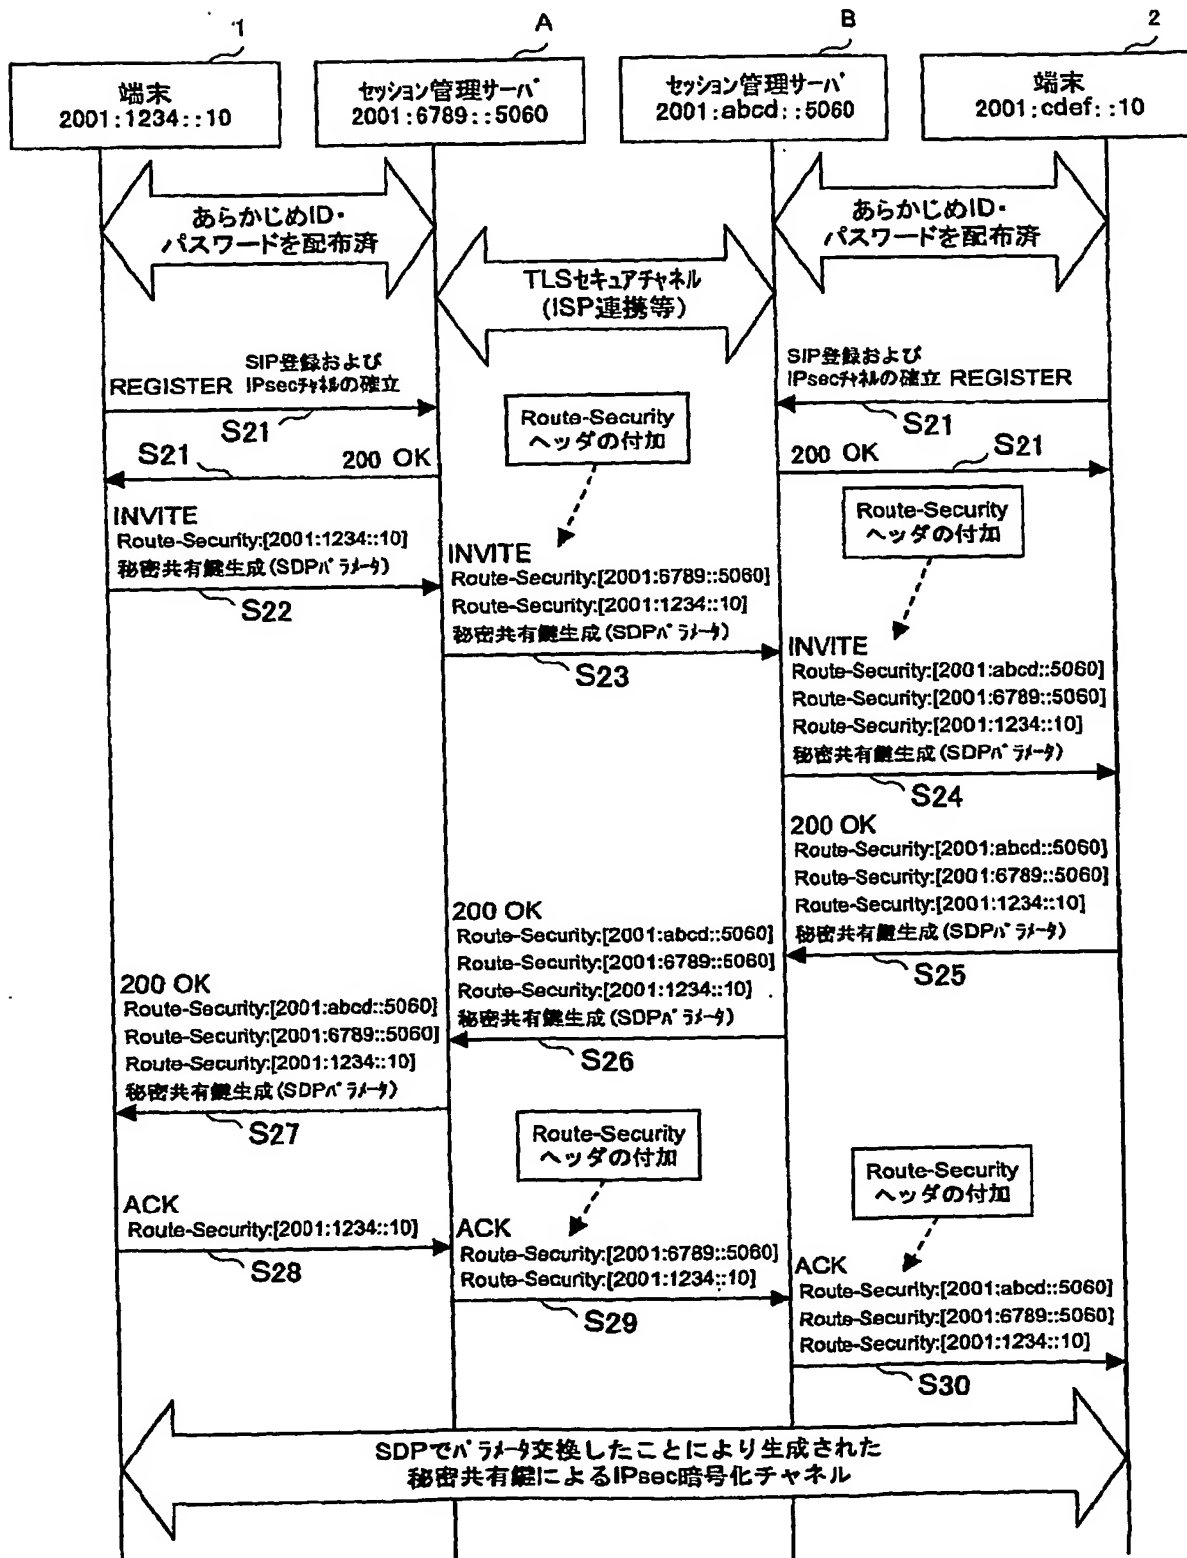 1
A
B
2
端末
2001:1234::10
セッション管理サーバ
2001:6789::5060
セッション管理サーバ
2001:abcd::5060
端末
2001:cdef::10
あらかじめID・
パスワードを配布済
あらかじめID・
パスワードを配布済
TLSセキュアチャネル
(ISP連携等)
SIP登録および
REGISTER IPsecチャネルの確立
S21
SIP登録および
IPsecチャネルの確立 REGISTER
S21
Route-Security
ヘッダの付加
S21
200 OK
200 OK
S21
Route-Security
ヘッダの付加
INVITE
Route-Security:[2001:1234::10]
秘密共有鍵生成(SDPパラメータ)
S22
INVITE
Route-Security:[2001:6789::5060]
Route-Security:[2001:1234::10]
秘密共有鍵生成(SDPパラメータ)
S23
INVITE
Route-Security:[2001:abcd::5060]
Route-Security:[2001:6789::5060]
Route-Security:[2001:1234::10]
秘密共有鍵生成(SDPパラメータ)
S24
200 OK
Route-Security:[2001:abcd::5060]
Route-Security:[2001:6789::5060]
Route-Security:[2001:1234::10]
秘密共有鍵生成(SDPパラメータ)
S25
200 OK
Route-Security:[2001:abcd::5060]
Route-Security:[2001:6789::5060]
Route-Security:[2001:1234::10]
秘密共有鍵生成(SDPパラメータ)
S26
200 OK
Route-Security:[2001:abcd::5060]
Route-Security:[2001:6789::5060]
Route-Security:[2001:1234::10]
秘密共有鍵生成(SDPパラメータ)
S27
Route-Security
ヘッダの付加
Route-Security
ヘッダの付加
ACK
Route-Security:[2001:1234::10]
S28
ACK
Route-Security:[2001:6789::5060]
Route-Security:[2001:1234::10]
S29
ACK
Route-Security:[2001:abcd::5060]
Route-Security:[2001:6789::5060]
Route-Security:[2001:1234::10]
S30
SDPでパラメータ交換したことにより生成された
秘密共有鍵によるIPsec暗号化チャネル